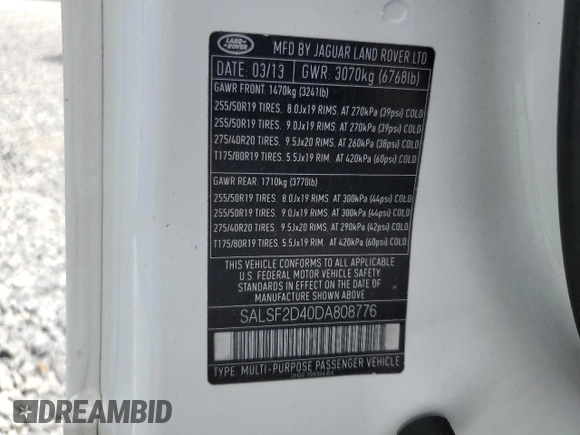 LAND ROVER
MFD BY JAGUAR LAND ROVER LTD
DATE: 03/13 GWR: 3070kg (6768lb)
GAWR FRONT: 1470kg (3241lb)
255/50R19 TIRES. 8.0Jx19 RIMS. AT 270kPa (39psi) COLD
255/50R19 TIRES. 9.0Jx19 RIMS. AT 270kPa (39psi) COLD
275/40R20 TIRES. 9.5Jx20 RIMS. AT 260kPa (38psi) COLD
T175/80R19 TIRES. 5.5Jx19 RIM. AT 420kPa (60psi) COLD
GAWR REAR: 1710kg (3770lb)
255/50R19 TIRES. 8.0Jx19 RIMS. AT 300kPa (44psi) COLD
255/50R19 TIRES. 9.0Jx19 RIMS. AT 300kPa (44psi) COLD
275/40R20 TIRES. 9.5Jx20 RIMS. AT 290kPa (42psi) COLD
T175/80R19 TIRES. 5.5Jx19 RIM. AT 420kPa (60psi) COLD
THIS VEHICLE CONFORMS TO ALL APPLICABLE
U.S. FEDERAL MOTOR VEHICLE SAFETY
STANDARDS IN EFFECT ON THE DATE OF
MANUFACTURE SHOWN ABOVE.
SALSF2D40DA808776
TYPE: MULTI-PURPOSE PASSENGER VEHICLE
DREAMBID